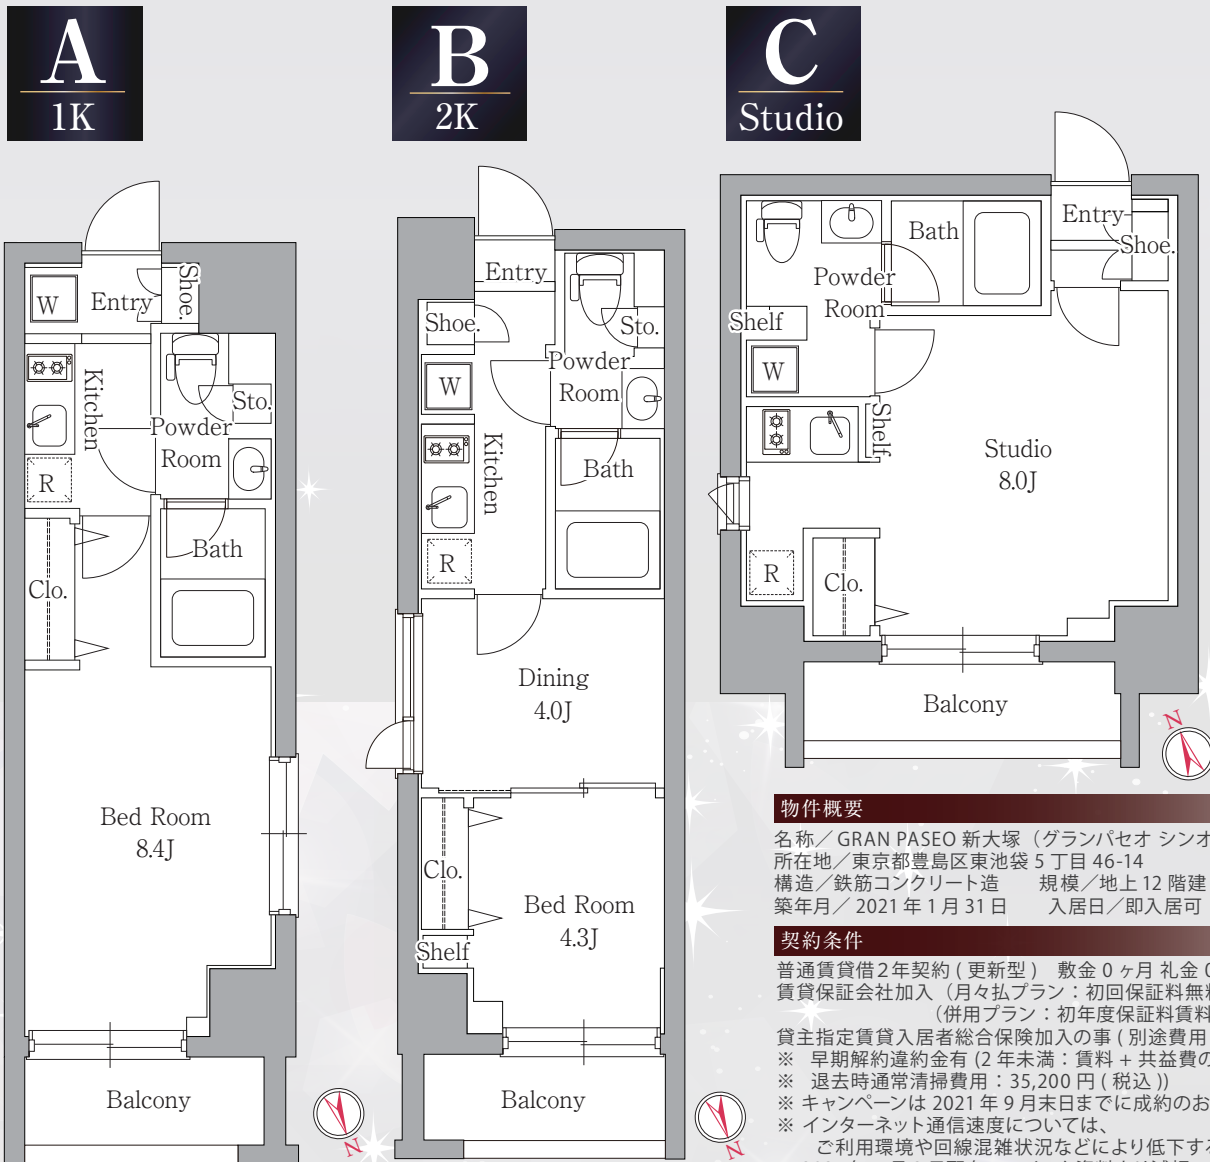 A
1K
B
2K
C
Studio
W
Entry
Shoe.
Kitchen
Sto.
Powder
Room
R
Bath
Clo.
Bed Room
8.4J
Balcony
N
Entry
Shoe.
Sto.
W
Powder
Room
Kitchen
Bath
R
Dining
4.0J
Clo.
Bed Room
4.3J
Shelf
Balcony
N
Entry
Shoe.
Bath
Powder
Room
Shelf
W
Shelf
Studio
8.0J
R
Clo.
Balcony
N
物件概要
名称／GRAN PASEO 新大塚（グランパセオ シンオ
所在地／東京都豊島区東池袋 5 丁目 46-14
構造／鉄筋コンクリート造　規模／地上 12 階建
築年月／ 2021 年 1 月 31 日　入居日／即入居可
契約条件
普通賃貸借２年契約 ( 更新型 )　敷金 0 ヶ月 礼金 0
賃貸保証会社加入（月々払プラン：初回保証料無料
（併用プラン：初年度保証料賃料
貸主指定賃貸入居者総合保険加入の事 ( 別途費用
※　早期解約違約金有 (2 年未満：賃料 + 共益費の
※　退去時通常清掃費用：35,200 円 ( 税込 ))
※ キャンペーンは 2021 年 9 月末日までに成約のお
※ インターネット通信速度については、
ご利用環境や回線混雑状況などにより低下する